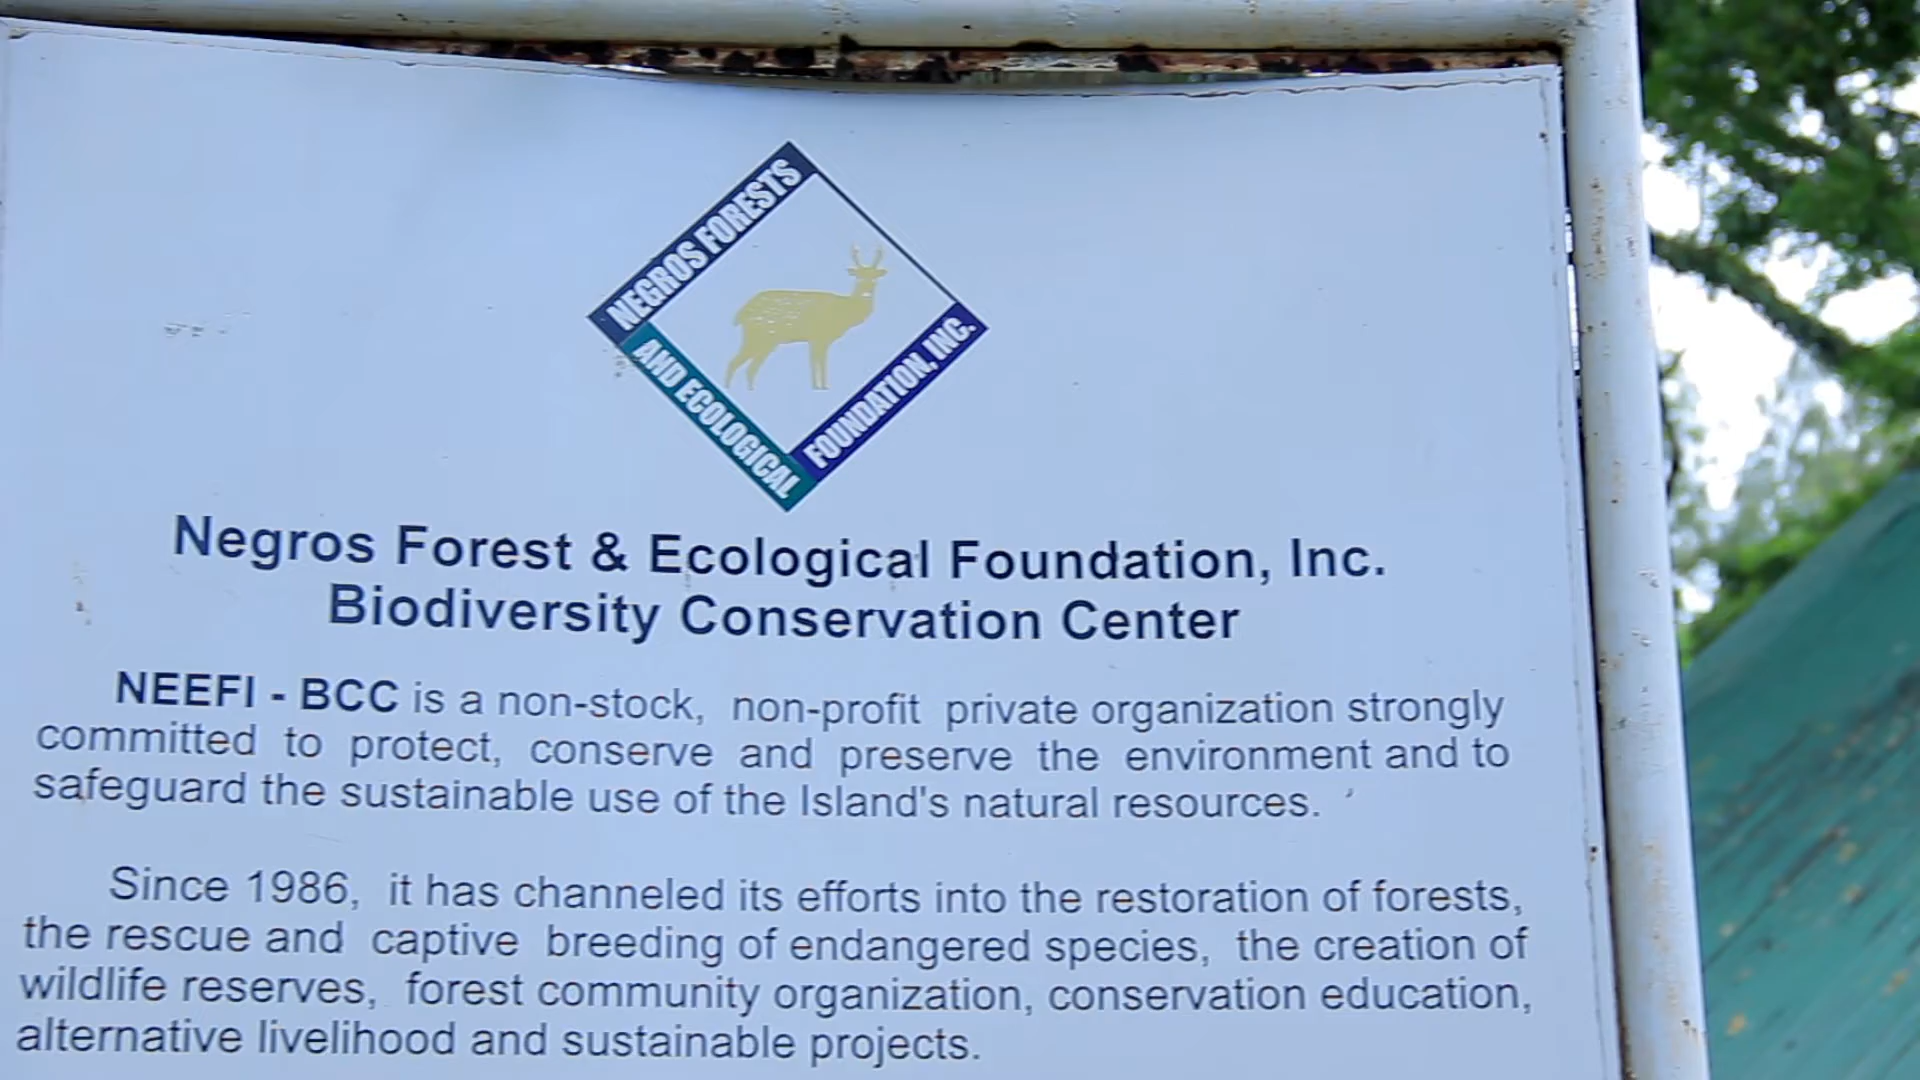 NEGROS FORESTS
AND ECOLOGICAL
FOUNDATION, INC.
Negros Forest & Ecological Foundation, Inc.
Biodiversity Conservation Center
NEEFI - BCC is a non-stock, non-profit private organization strongly
committed to protect, conserve and preserve the environment and to
safeguard the sustainable use of the Island's natural resources.
Since 1986, it has channeled its efforts into the restoration of forests,
the rescue and captive breeding of endangered species, the creation of
wildlife reserves, forest community organization, conservation education,
alternative livelihood and sustainable projects.